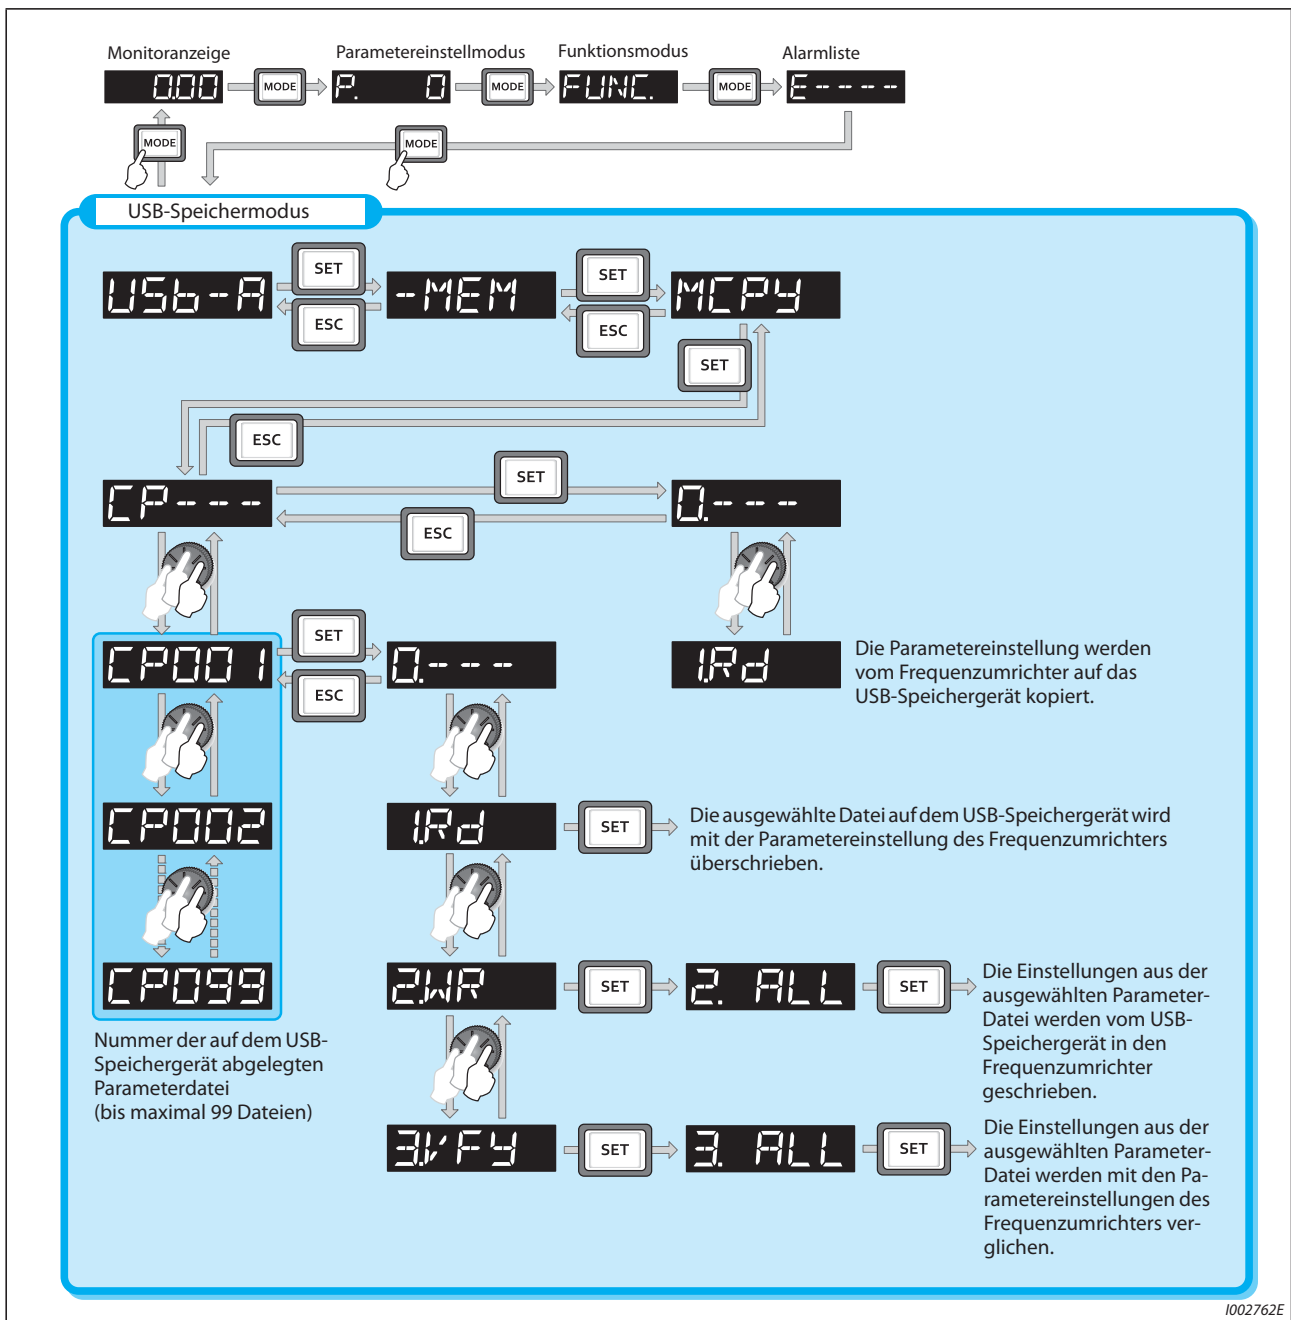 Monitoranzeige
Parametereinstellmodus
Funktionsmodus
Alarmliste
0.00
MODE
P. 0
MODE
FUNC.
MODE
E----
MODE
MODE
USB-Speichermodus
USb-A
SET
ESC
-MEM
SET
ESC
MCPY
SET
ESC
CP---
SET
ESC
0.---
CP001
SET
ESC
0.---
1.Rd
Die Parametereinstellung werden
vom Frequenzumrichter auf das
USB-Speichergerät kopiert.
CP002
1.Rd
SET
Die ausgewählte Datei auf dem USB-Speichergerät wird
mit der Parametereinstellung des Frequenzumrichters
überschrieben.
CP099
Nummer der auf dem USB-
Speichergerät abgelegten
Parameterdatei
(bis maximal 99 Dateien)
2.WR
SET
2. ALL
SET
Die Einstellungen aus der
ausgewählten Parameter-
Datei werden vom USB-
Speichergerät in den
Frequenzumrichter
geschrieben.
3.VFY
SET
3. ALL
SET
Die Einstellungen aus der
ausgewählten Parameter-
Datei werden mit den Pa-
rametereinstellungen des
Frequenzumrichters ver-
glichen.
I002762E